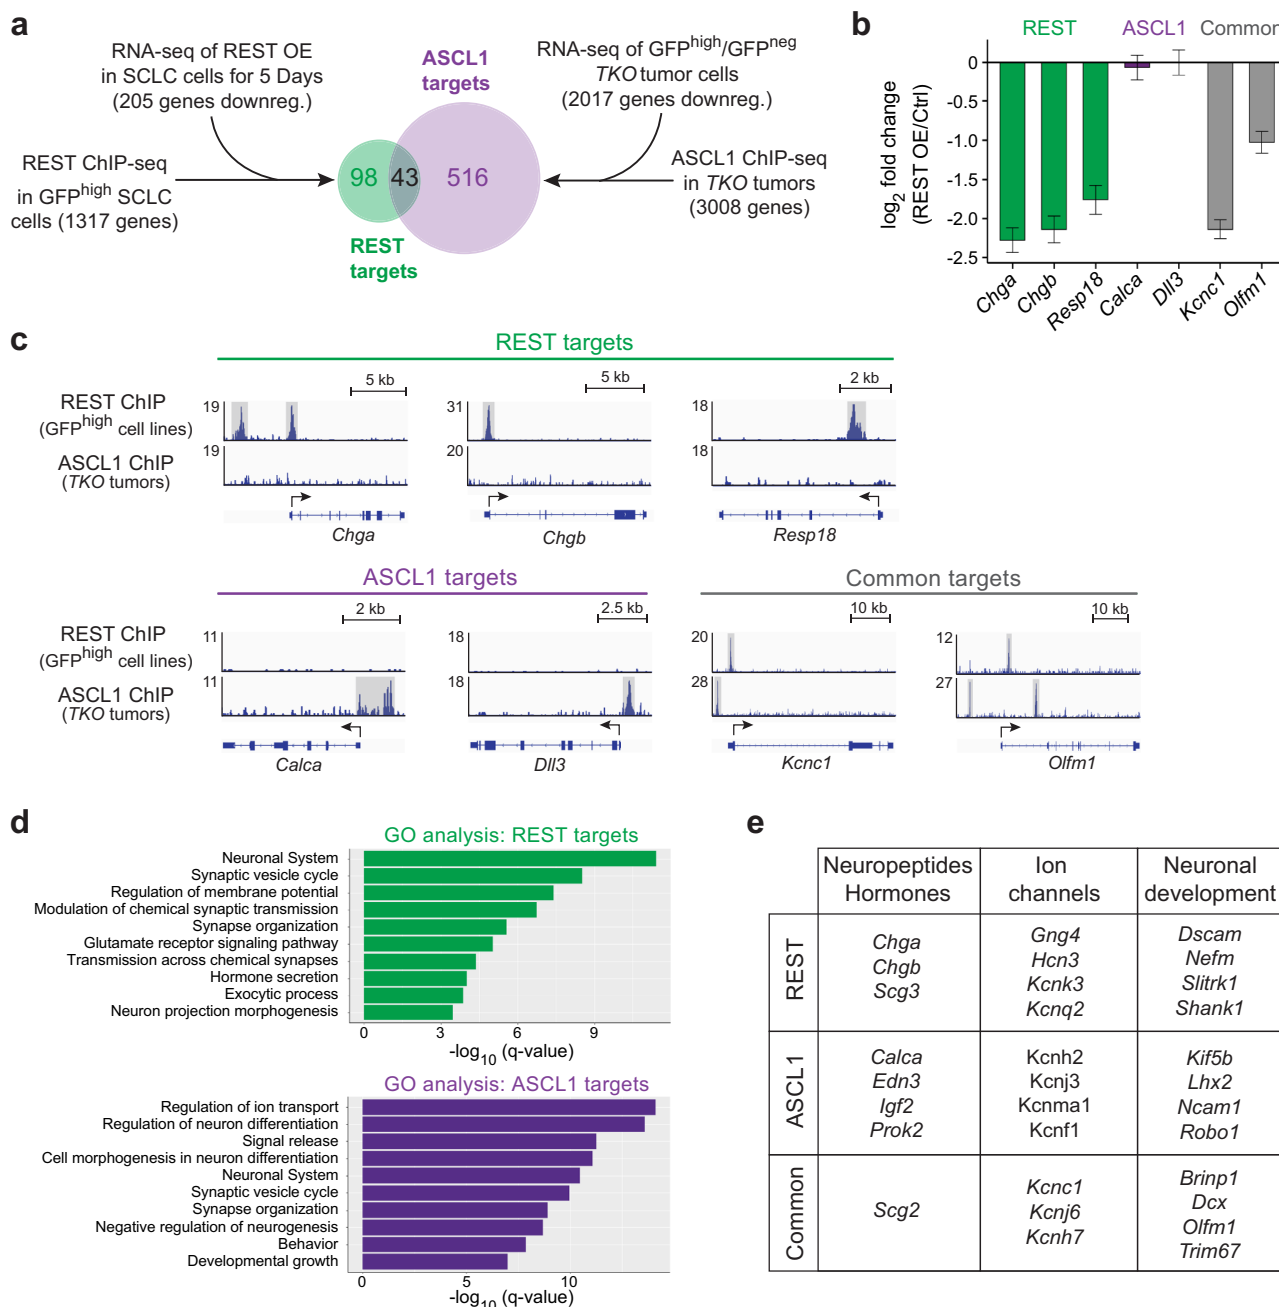 a
RNA-seq of REST OE
in SCLC cells for 5 Days
(205 genes downreg.)
REST ChIP-seq
in GFPhigh SCLC
cells (1317 genes)
ASCL1
targets
98
43
516
REST
targets
RNA-seq of GFPhigh/GFPneg
TKO tumor cells
(2017 genes downreg.)
ASCL1 ChIP-seq
in TKO tumors
(3008 genes)
b
REST
ASCL1
Common
log2 fold change
(REST OE/Ctrl)
0
-0.5
-1.0
-1.5
-2.0
-2.5
Chga
Chgb
Resp18
Calca
Dll3
Kcnc1
Olfm1
c
REST targets
5 kb
5 kb
2 kb
REST ChIP
(GFPhigh cell lines)
19
31
18
ASCL1 ChIP
(TKO tumors)
19
20
18
Chga
Chgb
Resp18
ASCL1 targets
Common targets
2 kb
2.5 kb
10 kb
10 kb
REST ChIP
(GFPhigh cell lines)
11
18
20
12
ASCL1 ChIP
(TKO tumors)
11
18
28
27
Calca
Dll3
Kcnc1
Olfm1
d
GO analysis: REST targets
Neuronal System
Synaptic vesicle cycle
Regulation of membrane potential
Modulation of chemical synaptic transmission
Synapse organization
Glutamate receptor signaling pathway
Transmission across chemical synapses
Hormone secretion
Exocytic process
Neuron projection morphogenesis
0 3 6 9
-log10 (q-value)
GO analysis: ASCL1 targets
Regulation of ion transport
Regulation of neuron differentiation
Signal release
Cell morphogenesis in neuron differentiation
Neuronal System
Synaptic vesicle cycle
Synapse organization
Negative regulation of neurogenesis
Behavior
Developmental growth
0 5 10
-log10 (q-value)
e
Neuropeptides
Hormones
Ion
channels
Neuronal
development
REST
Chga
Chgb
Scg3
Gng4
Hcn3
Kcnk3
Kcnq2
Dscam
Nefm
Slitrk1
Shank1
ASCL1
Calca
Edn3
Igf2
Prok2
Kcnh2
Kcnj3
Kcnma1
Kcnf1
Kif5b
Lhx2
Ncam1
Robo1
Common
Scg2
Kcnc1
Kcnj6
Kcnh7
Brinp1
Dcx
Olfm1
Trim67